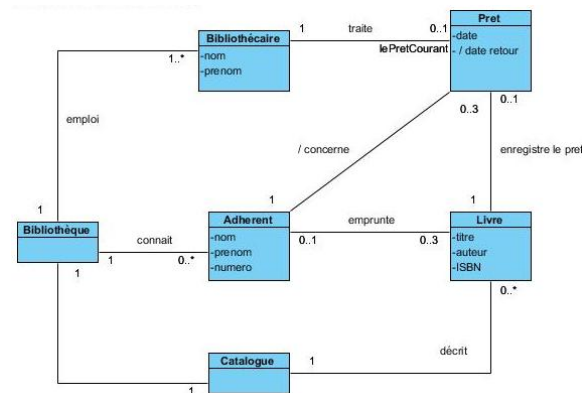 Bibliothécaire
-nom
-prenom
1
traite
0..1
lePretCourant
Pret
-date
- / date retour
1..*
emploi
0..3
0..1
/ concerne
enregistre le pret
1
1
1
Bibliothèque
connait
1
0..*
Adherent
-nom
-prenom
-numero
emprunte
0..1
0..3
Livre
-titre
-auteur
-ISBN
1
0..*
Catalogue
1
décrit
1